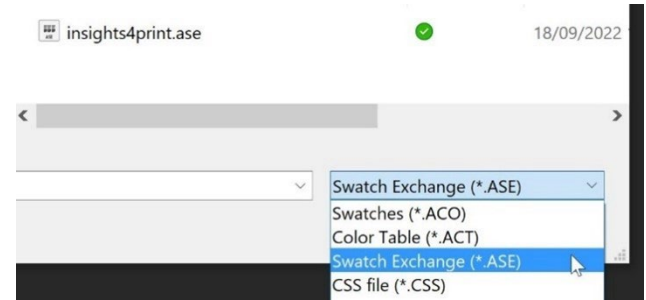 insights4print.ase 18/09/2022
Swatch Exchange (*.ASE)
Swatches (*.ACO)
Color Table (*.ACT)
Swatch Exchange (*.ASE)
CSS file (*.CSS)